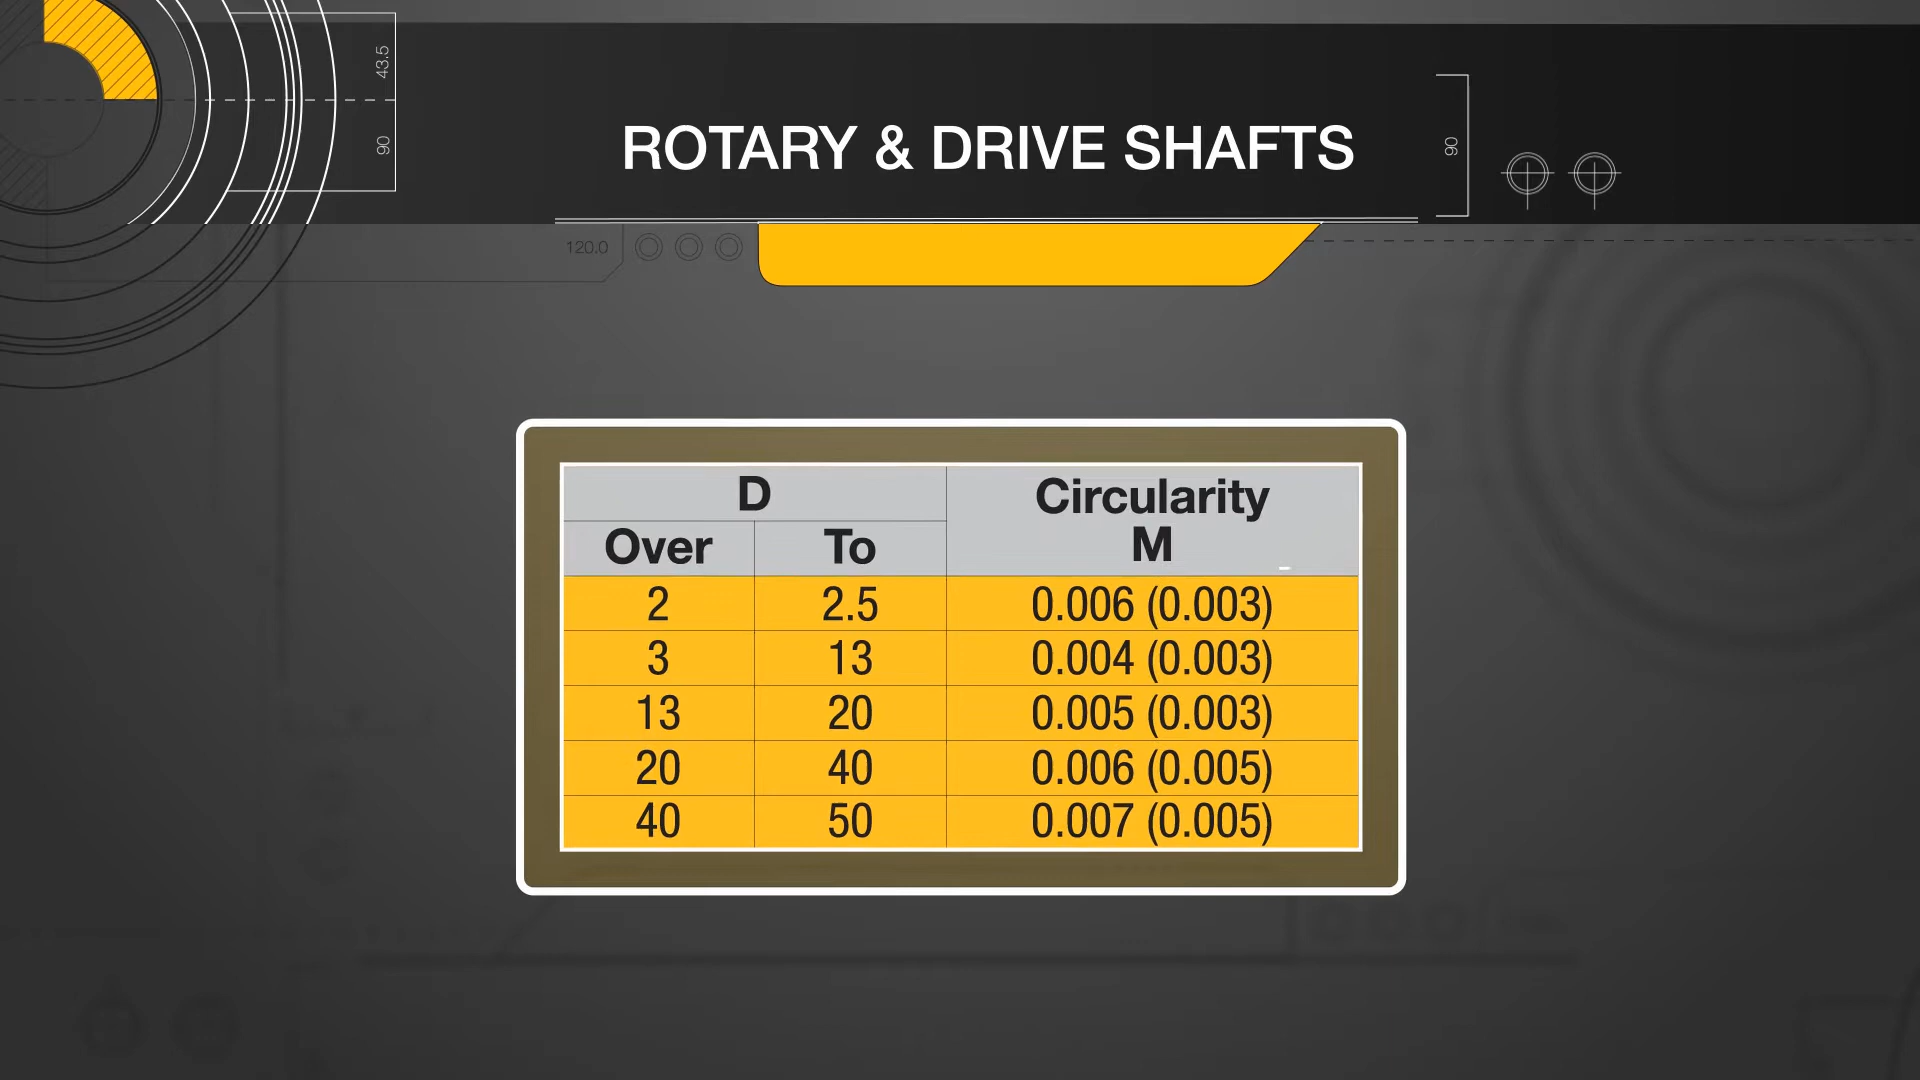 43.5
90
ROTARY & DRIVE SHAFTS
90
120.0
D Circularity
Over To M
2 2.5 0.006 (0.003)
3 13 0.004 (0.003)
13 20 0.005 (0.003)
20 40 0.006 (0.005)
40 50 0.007 (0.005)